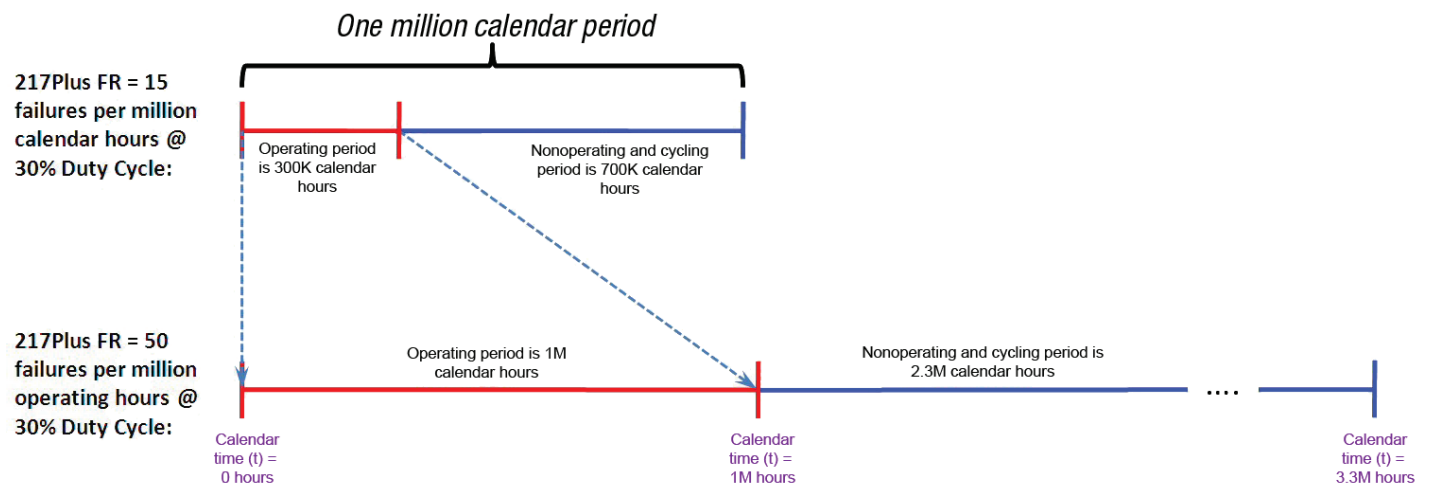 One million calendar period
217Plus FR = 15
failures per million
calendar hours @
30% Duty Cycle:
Operating period
is 300K calendar
hours
Nonoperating and cycling
period is 700K calendar
hours
217Plus FR = 50
failures per million
operating hours @
30% Duty Cycle:
Operating period is 1M
calendar hours
Nonoperating and cycling period is
2.3M calendar hours
....
Calendar
time (t) =
0 hours
Calendar
time (t) =
1M hours
Calendar
time (t) =
3.3M hours